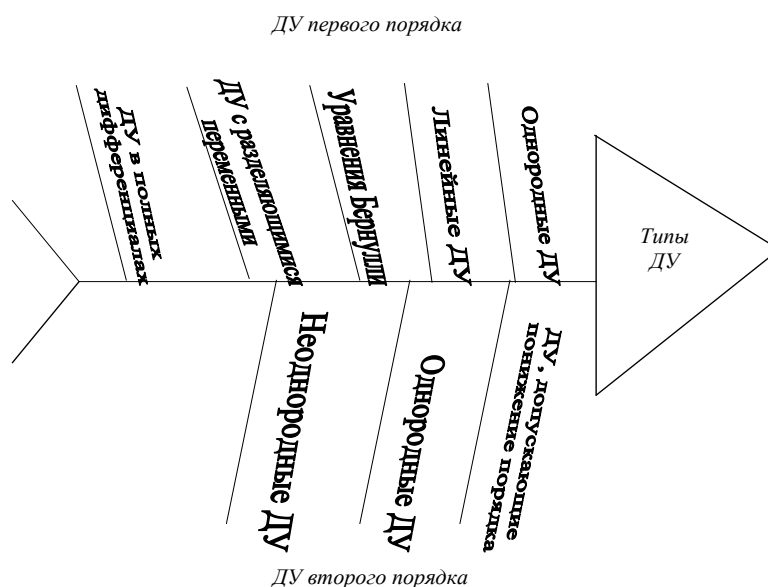 ДУ первого порядка
ДУ в полных
дифференциалах
ДУ с разделяющимися
переменными
Уравнения Бернулли
Линейные ДУ
Однородные ДУ
Типы
ДУ
Неоднородные ДУ
Однородные ДУ
ДУ, допускающие
понижение порядка
ДУ второго порядка